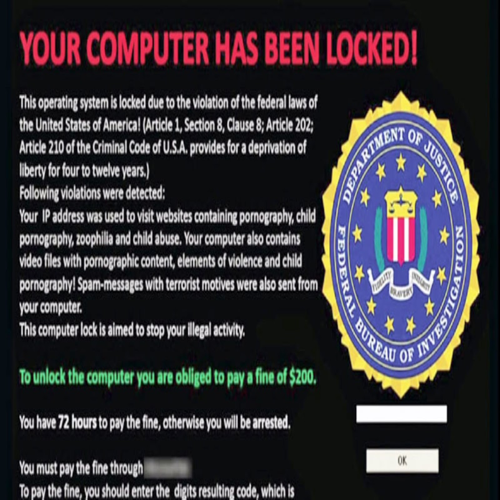 YOUR COMPUTER HAS BEEN LOCKED!
This operating system is locked due to the violation of the federal laws of
the United States of America! (Article 1, Section 8, Clause 8; Article 202;
Article 210 of the Criminal Code of U.S.A. provides for a deprivation of
liberty for four to twelve years.)
Following violations were detected:
Your IP address was used to visit websites containing pornography, child
pornography, zoophilia and child abuse. Your computer also contains
video files with pornographic content, elements of violence and child
pornography! Spam-messages with terrorist motives were also sent from
your computer.
This computer lock is aimed to stop your illegal activity.
To unlock the computer you are obliged to pay a fine of $200.
You have 72 hours to pay the fine, otherwise you will be arrested.
You must pay the fine through
To pay the fine, you should enter the digits resulting code, which is
DEPARTMENT OF JUSTICE
FEDERAL BUREAU OF INVESTIGATION
FIDELITY BRAVERY INTEGRITY
OK